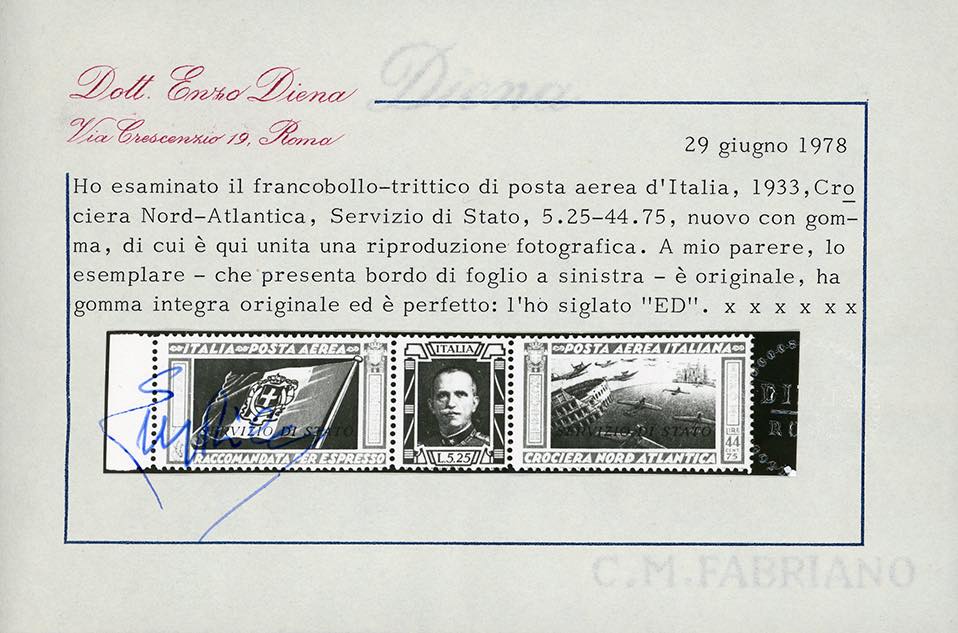 Diena
Dott. Enzo Diena
Via Crescenzio 19, Roma
29 giugno 1978
Ho esaminato il francobollo-trittico di posta aerea d'Italia, 1933,Cro
ciera Nord-Atlantica, Servizio di Stato, 5.25-44.75, nuovo con gom-
ma, di cui è qui unita una riproduzione fotografica. A mio parere, lo
esemplare - che presenta bordo di foglio a sinistra - è originale, ha
gomma integra originale ed è perfetto: l'ho siglato "ED". x x x x x x
ITALIA-POSTA AEREA
SERVIZIO DI STATO
RACCOMANDATA PER ESPRESSO
ITALIA
L.5,25
POSTA AEREA ITALIANA
SERVIZIO DI STATO
LIRE
44
CENT
75
CROCIERA NORD ATLANTICA
DI
RO
C.M.FABRIANO